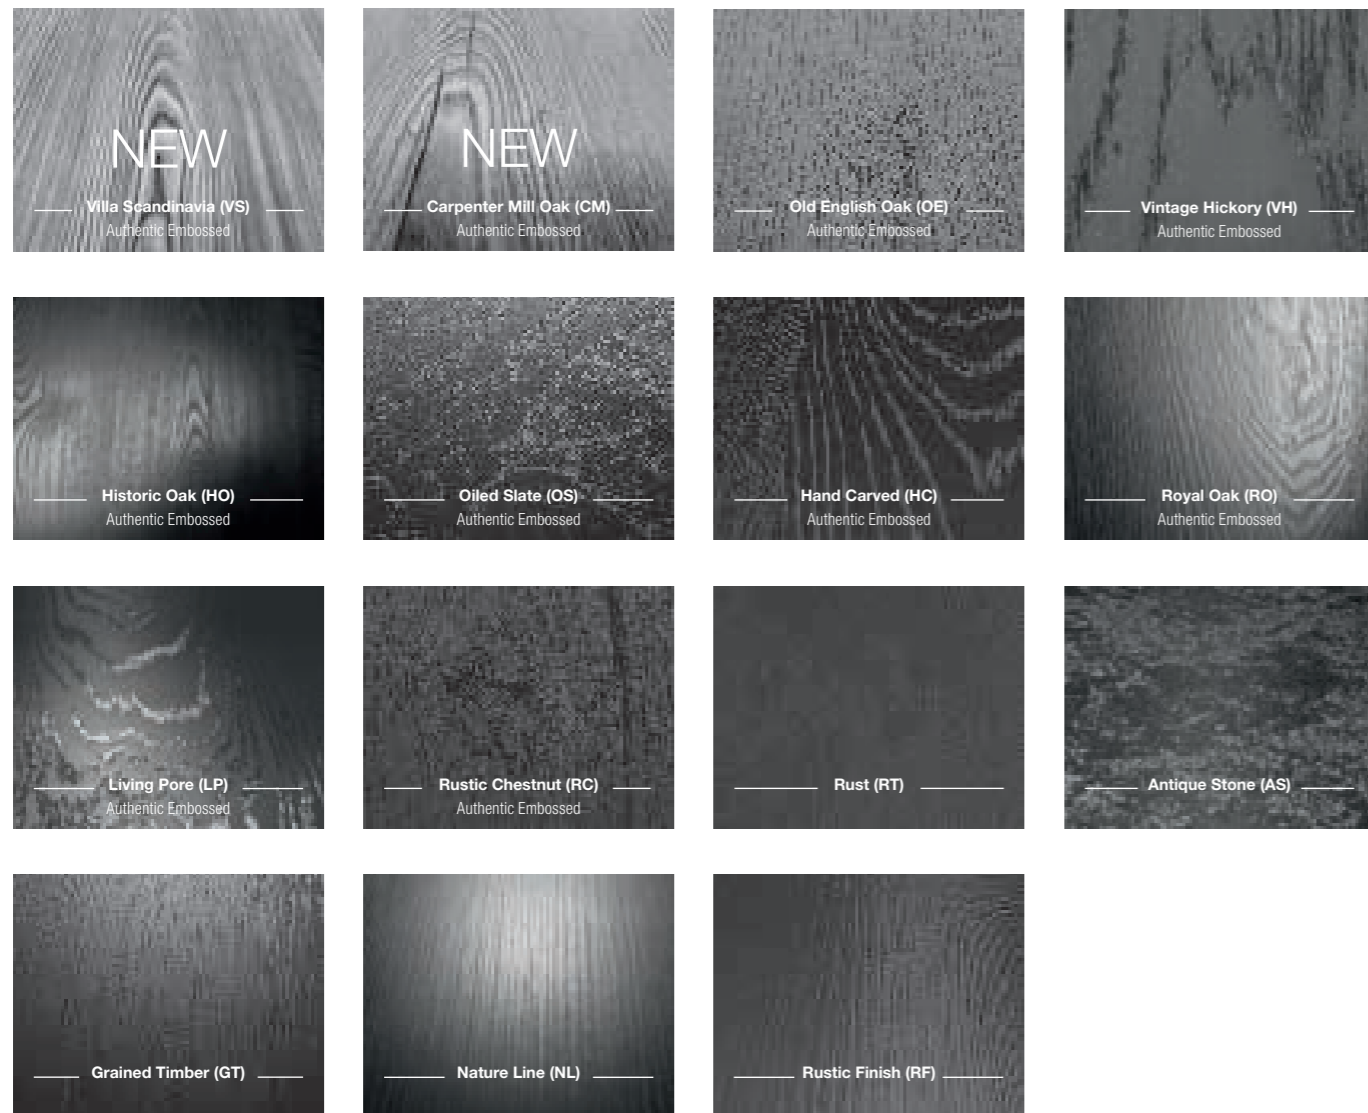 NEW
Villa Scandinavia (VS)
Authentic Embossed
NEW
Carpenter Mill Oak (CM)
Authentic Embossed
Old English Oak (OE)
Authentic Embossed
Vintage Hickory (VH)
Authentic Embossed
Historic Oak (HO)
Authentic Embossed
Oiled Slate (OS)
Authentic Embossed
Hand Carved (HC)
Authentic Embossed
Royal Oak (RO)
Authentic Embossed
Living Pore (LP)
Authentic Embossed
Rustic Chestnut (RC)
Authentic Embossed
Rust (RT)
Antique Stone (AS)
Grained Timber (GT)
Nature Line (NL)
Rustic Finish (RF)